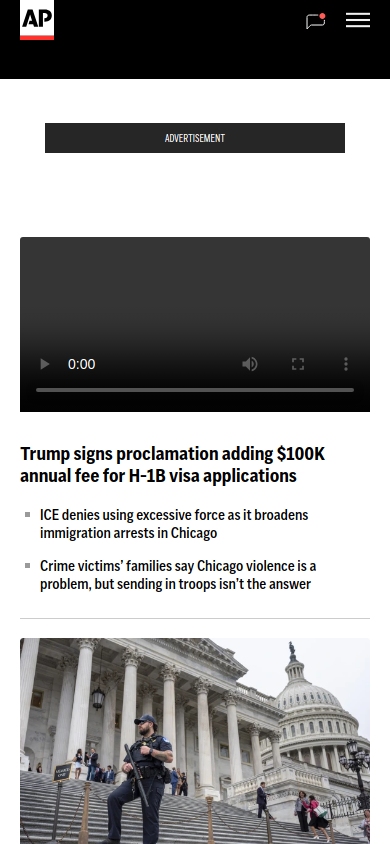 AP
ADVERTISEMENT
0:00
Trump signs proclamation adding $100K
annual fee for H-1B visa applications
ICE denies using excessive force as it broadens
immigration arrests in Chicago
Crime victims’ families say Chicago violence is a
problem, but sending in troops isn’t the answer